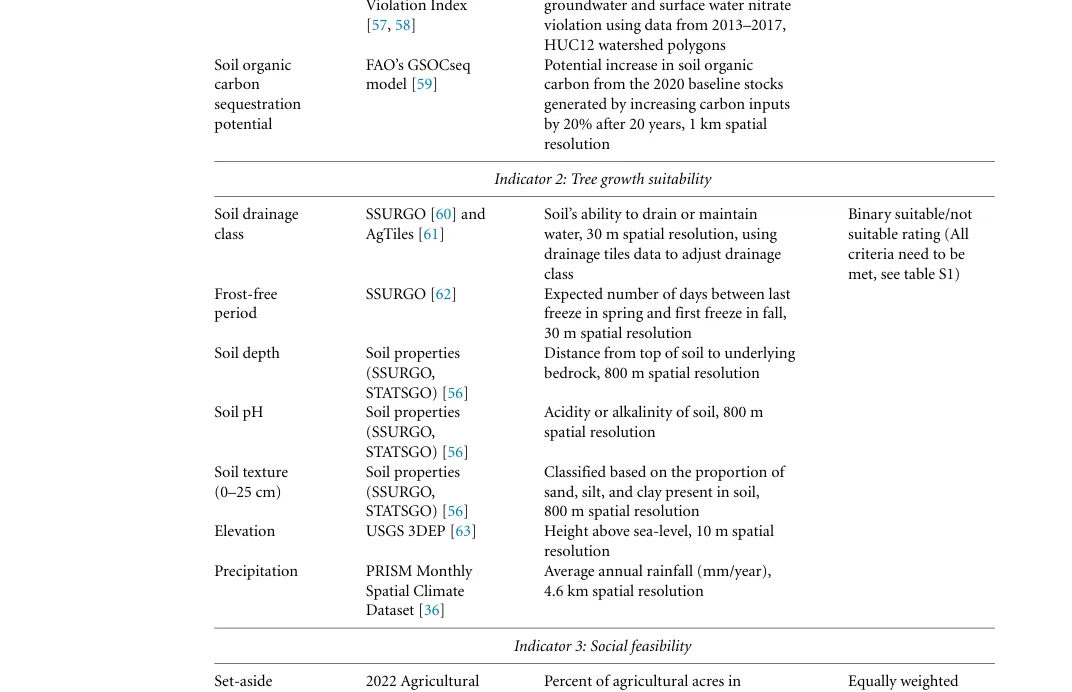 Violation Index
[57, 58]
groundwater and surface water nitrate
violation using data from 2013–2017,
HUC12 watershed polygons
Soil organic
carbon
sequestration
potential
FAO's GSOCseq
model [59]
Potential increase in soil organic
carbon from the 2020 baseline stocks
generated by increasing carbon inputs
by 20% after 20 years, 1 km spatial
resolution
Indicator 2: Tree growth suitability
Soil drainage
class
SSURGO [60] and
AgTiles [61]
Soil's ability to drain or maintain
water, 30 m spatial resolution, using
drainage tiles data to adjust drainage
class
Binary suitable/not
suitable rating (All
criteria need to be
met, see table S1)
Frost-free
period
SSURGO [62]
Expected number of days between last
freeze in spring and first freeze in fall,
30 m spatial resolution
Soil depth
Soil properties
(SSURGO,
STATSGO) [56]
Distance from top of soil to underlying
bedrock, 800 m spatial resolution
Soil pH
Soil properties
(SSURGO,
STATSGO) [56]
Acidity or alkalinity of soil, 800 m
spatial resolution
Soil texture
(0–25 cm)
Soil properties
(SSURGO,
STATSGO) [56]
Classified based on the proportion of
sand, silt, and clay present in soil,
800 m spatial resolution
Elevation
USGS 3DEP [63]
Height above sea-level, 10 m spatial
resolution
Precipitation
PRISM Monthly
Spatial Climate
Dataset [36]
Average annual rainfall (mm/year),
4.6 km spatial resolution
Indicator 3: Social feasibility
Set-aside
2022 Agricultural
Percent of agricultural acres in
Equally weighted